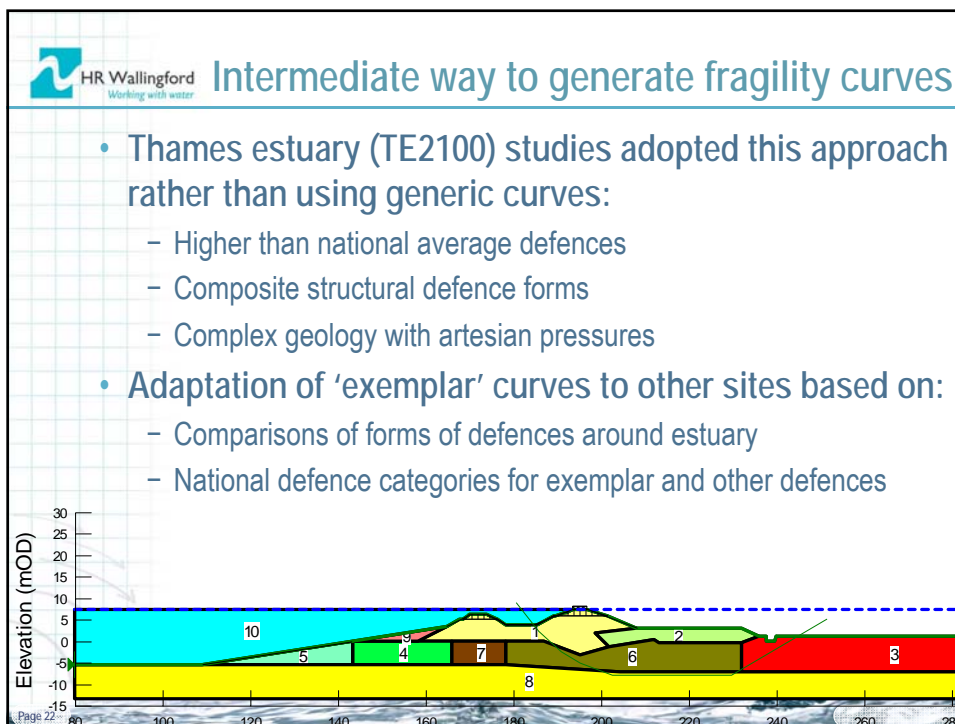 HR Wallingford
Working with water
Intermediate way to generate fragility curves
• Thames estuary (TE2100) studies adopted this approach
rather than using generic curves:
– Higher than national average defences
– Composite structural defence forms
– Complex geology with artesian pressures
• Adaptation of ‘exemplar’ curves to other sites based on:
– Comparisons of forms of defences around estuary
– National defence categories for exemplar and other defences
Elevation (mOD)
30
25
20
15
10
5
0
-5
-10
-15
10
9
1
2
5
4
7
6
3
8
Page 22
80 100 120 140 160 180 200 220 240 260